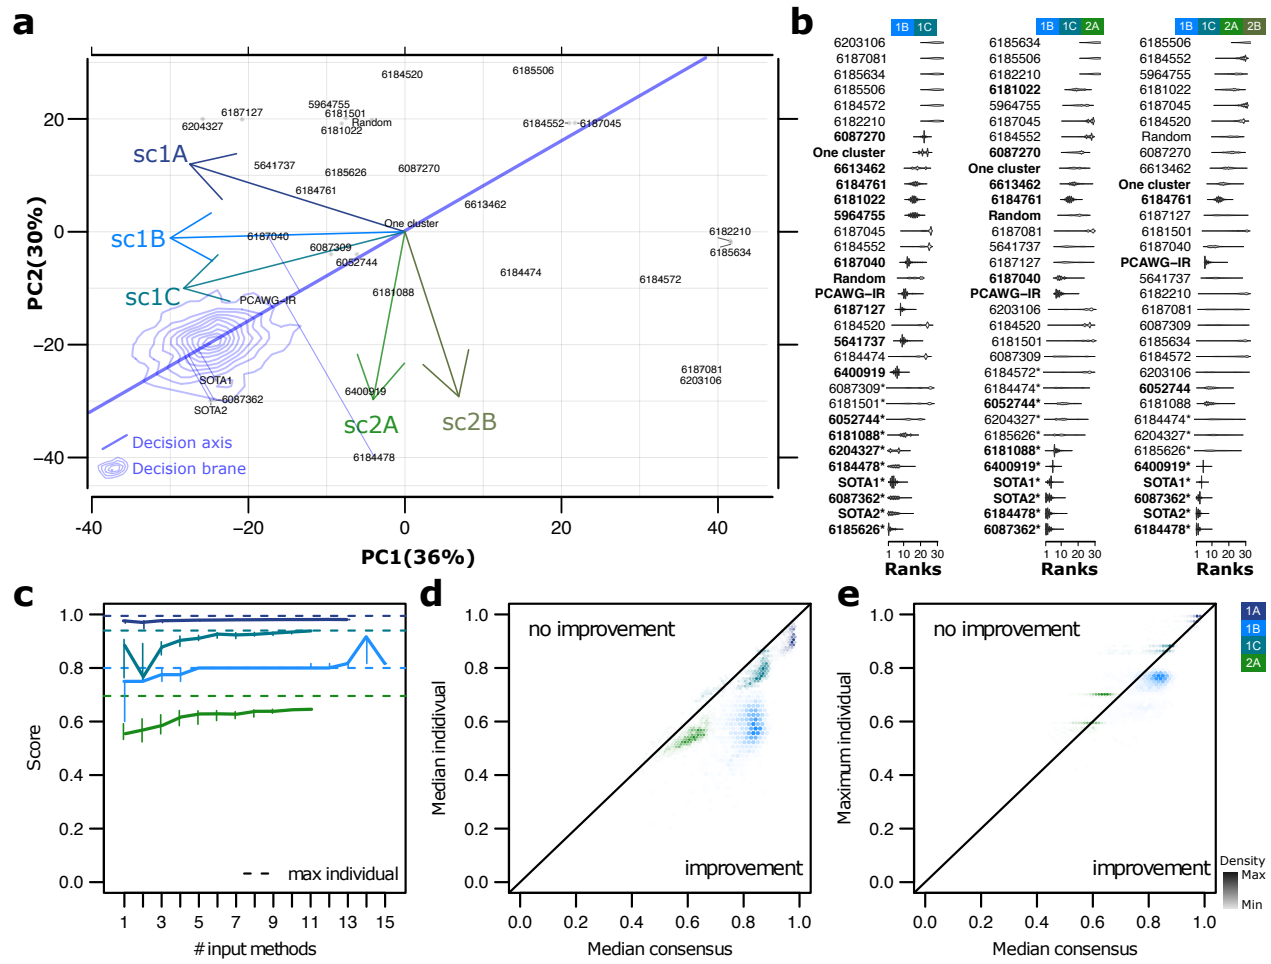 a
6184520
6185506
5964755
6187127
6181501
Random
6204327
6181022
6184552
6187045
sc1A
5641737
6185626
6087270
6184761
6613462
One cluster
sc1B
6187040
6087309
6052744
6182210
6185634
6184474
6184572
sc1C
PCAWG-IR
6181088
SOTA1
6087362
SOTA2
6400919
6187081
6203106
sc2A
sc2B
6184478
Decision axis
Decision brane
20
0
−20
−40
PC2(30%)
-40
−20
0
20
40
PC1(36%)
b
1B 1C
6203106
6187081
6185634
6185506
6184572
6182210
6087270
One cluster
6613462
6184761
6181022
5964755
6187045
6184552
6187040
Random
PCAWG−IR
6187127
6184520
5641737
6184474
6400919
6087309*
6181501*
6052744*
6181088*
6204327*
6184478*
SOTA1*
6087362*
SOTA2*
6185626*
1 10 20 30
Ranks
1B 1C 2A
6185634
6185506
6182210
6181022
5964755
6187045
6184552
6087270
One cluster
6613462
6184761
Random
6187081
5641737
6187127
6187040
PCAWG−IR
6203106
6184520
6181501
6087309
6184572*
6184474*
6052744*
6204327*
6185626*
6181088*
6400919*
SOTA1*
SOTA2*
6184478*
6087362*
1 10 20 30
Ranks
1B 1C 2A 2B
6185506
6184552
5964755
6181022
6187045
6184520
Random
6087270
6613462
One cluster
6184761
6187127
6181501
6187040
PCAWG−IR
5641737
6182210
6187081
6087309
6185634
6184572
6203106
6052744
6181088
6184474*
6204327*
6185626*
6400919*
SOTA1*
6087362*
SOTA2*
6184478*
1 10 20 30
Ranks
c
1.0
0.8
0.6
0.4
0.2
0.0
Score
max individual
1 3 5 7 9 11 13 15
# input methods
d
1.0
0.8
0.6
0.4
0.2
0.0
Median indidivual
no improvement
improvement
0.0 0.2 0.4 0.6 0.8 1.0
Median consensus
e
1.0
0.8
0.6
0.4
0.2
0.0
Maximum individual
no improvement
improvement
0.0 0.2 0.4 0.6 0.8 1.0
Median consensus
1A
1B
1C
2A
Density
Max
Min